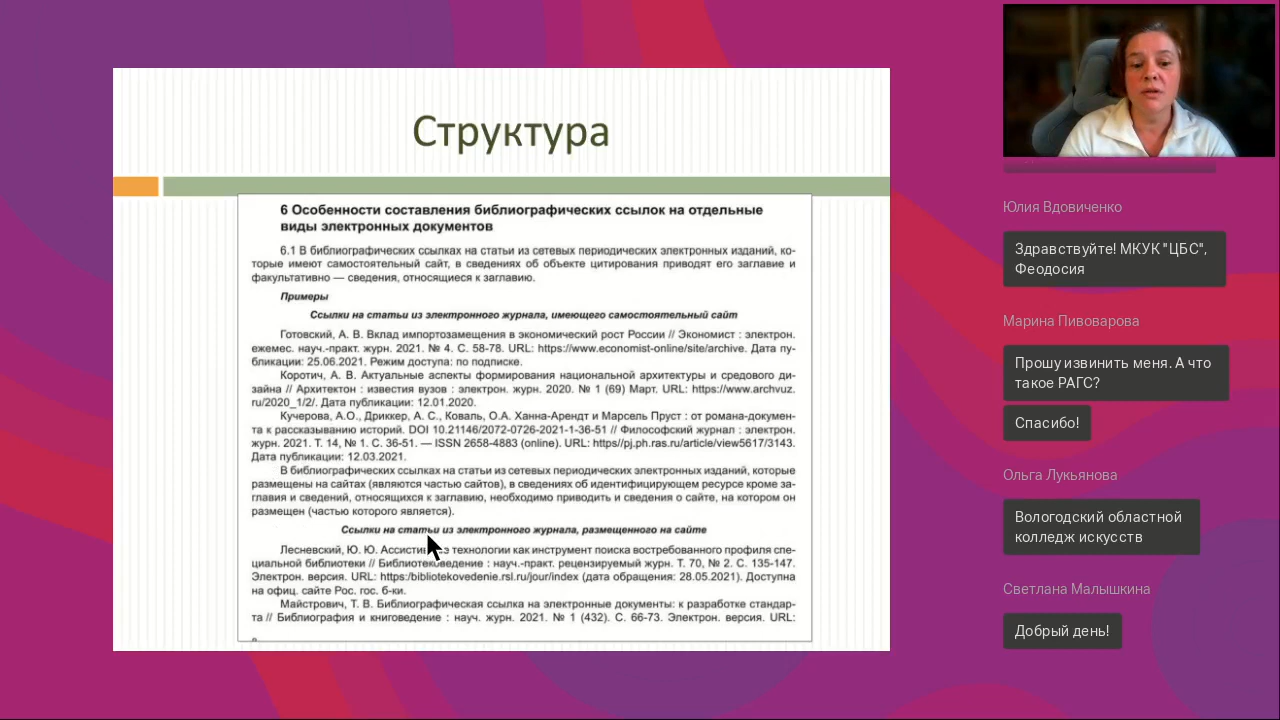 Структура
6 Особенности составления библиографических ссылок на отдельные
виды электронных документов
6.1 В библиографических ссылках на статьи из сетевых периодических электронных изданий, ко-
торые имеют самостоятельный сайт, в сведениях об объекте цитирования приводят его заглавие и
факультативно — сведения, относящиеся к заглавию.
Примеры
Ссылки на статьи из электронного журнала, имеющего самостоятельный сайт
Готовский, А. В. Вклад импортозамещения в экономический рост России // Экономист : электрон.
ежемес. науч.-практ. журн. 2021. № 4. С. 58-78. URL: https://www.economist-online/site/archive. Дата пу-
бликации: 25.06.2021. Режим доступа: по подписке.
Коротич, А. В. Актуальные аспекты формирования национальной архитектуры и средового ди-
зайна // Архитектон : известия вузов : электрон. журн. 2020. № 1 (69) Март. URL: https://www.archvuz.
ru/2020_1/2/. Дата публикации: 12.01.2020.
Кучерова, А.О., Дриккер, А. С., Коваль, О.А. Ханна-Арендт и Марсель Пруст : от романа-докумен-
та к рассказыванию историй. DOI 10.21146/2072-0726-2021-1-36-51 // Философский журнал : электрон.
журн. 2021. Т. 14, № 1. С. 36-51. — ISSN 2658-4883 (online). URL: https//pj.ph.ras.ru/article/view5617/3143.
Дата публикации: 12.03.2021.
В библиографических ссылках на статьи из сетевых периодических электронных изданий, которые
размещены на сайтах (являются частью сайтов), в сведениях об идентифицирующем ресурсе кроме за-
главия и сведений, относящихся к заглавию, необходимо приводить и сведения о сайте, на котором он
размещен (частью которого является).
Ссылки на статьи из электронного журнала, размещенного на сайте
Лесневский, Ю. Ю. технологии как инструмент поиска востребованного профиля спе-
циальной библиотеки // Библиотековедение : науч.-практ. рецензируемый журн. Т. 70, № 2. С. 135-147.
Электрон. версия. URL: https:/bibliotekovedenie.rsl.ru/jour/index (дата обращения: 28.05.2021). Доступна
на офиц. сайте Рос. гос. б-ки.
Майстрович, Т. В. Библиографическая ссылка на электронные документы: к разработке стандар-
та // Библиография и книговедение : науч. журн. 2021. № 1 (432). С. 66-73. Электрон. версия. URL:
Юлия Вдовиченко
Здравствуйте! МКУК "ЦБС",
Феодосия
Марина Пивоварова
Прошу извинить меня. А что
такое РАГС?
Спасибо!
Ольга Лукьянова
Вологодский областной
колледж искусств
Светлана Малышкина
Добрый день!